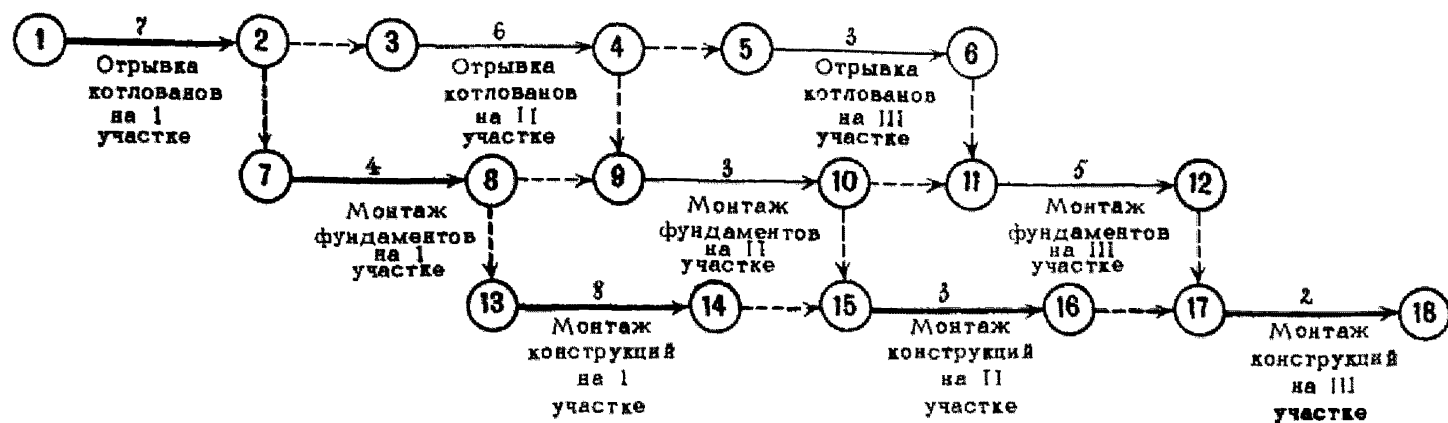 7
6
3
1
2
3
4
5
6
Отрывка
котлованов
на I
участке
Отрывка
котлованов
на II
участке
Отрывка
котлованов
на III
участке
4
3
5
7
8
9
10
11
12
Монтаж
фундаментов
на I
участке
Монтаж
фундаментов
на II
участке
Монтаж
фундаментов
на III
участке
8
3
2
13
14
15
16
17
18
Монтаж
конструкций
на I
участке
Монтаж
конструкций
на II
участке
Монтаж
конструкций
на III
участке